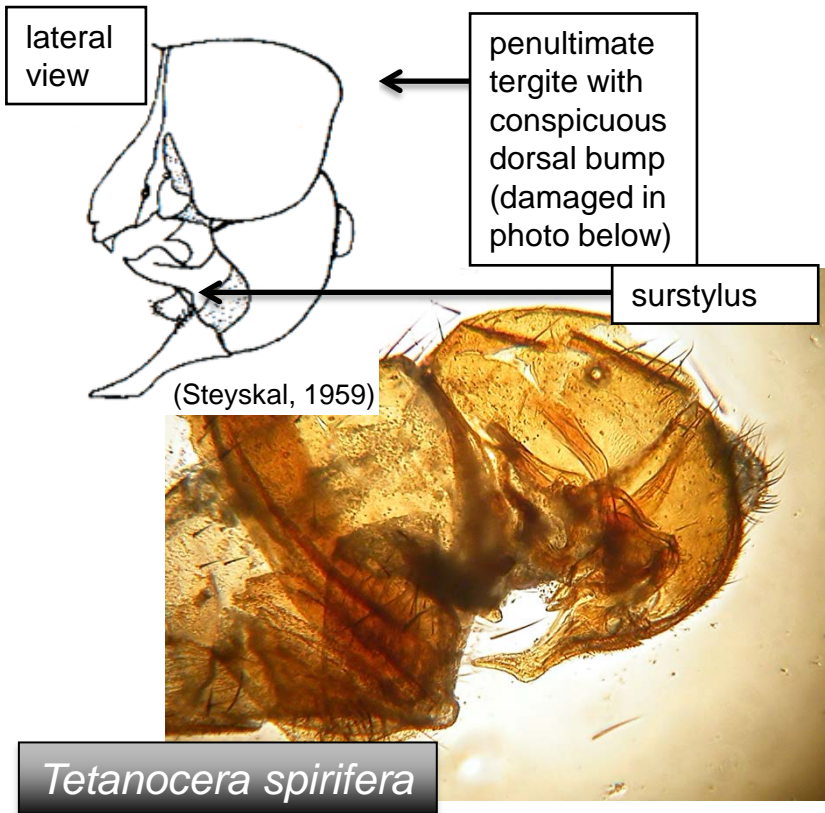 lateral
view
penultimate
tergite with
conspicuous
dorsal bump
(damaged in
photo below)
surstylus
(Steyskal, 1959)
Tetanocera spirifera